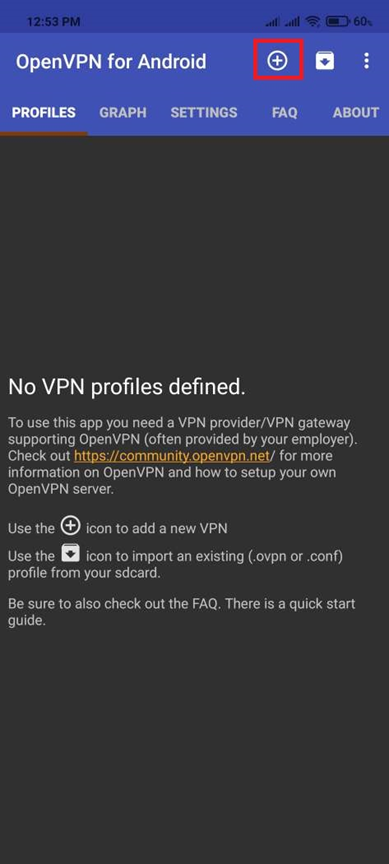 12:53 PM
60%
OpenVPN for Android
PROFILES GRAPH SETTINGS FAQ ABOUT
No VPN profiles defined.
To use this app you need a VPN provider/VPN gateway
supporting OpenVPN (often provided by your employer).
Check out https://community.openvpn.net/ for more
information on OpenVPN and how to setup your own
OpenVPN server.
Use the icon to add a new VPN
Use the icon to import an existing (.ovpn or .conf)
profile from your sdcard.
Be sure to also check out the FAQ. There is a quick start
guide.